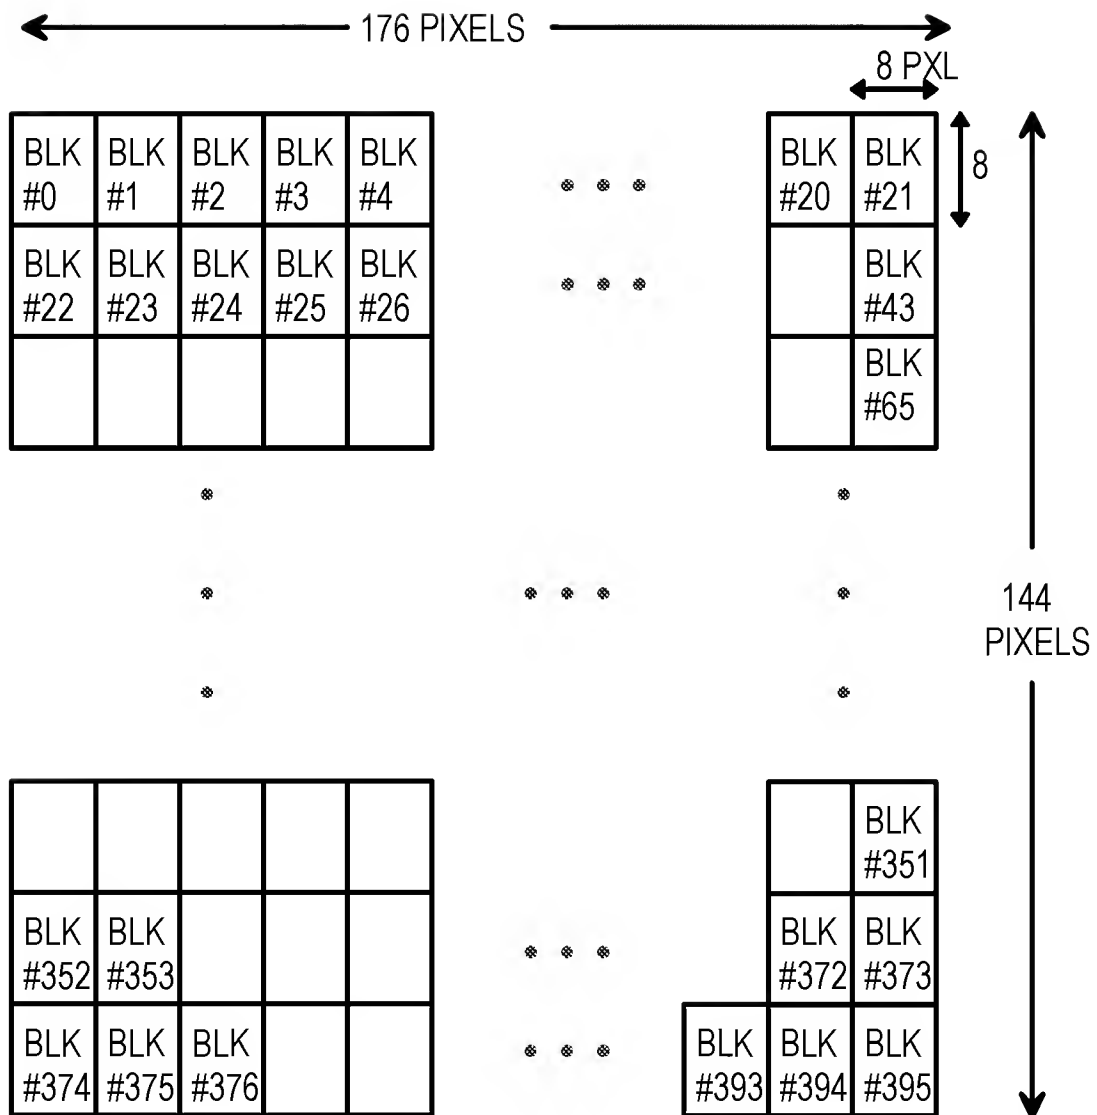 176 PIXELS
8 PXL
BLK BLK BLK BLK BLK BLK BLK
#0 #1 #2 #3 #4 #20 #21
8
BLK BLK BLK BLK BLK BLK
#22 #23 #24 #25 #26 #43
BLK
#65
144
PIXELS
BLK
#351
BLK BLK BLK BLK
#352 #353 #372 #373
BLK BLK BLK BLK BLK BLK
#374 #375 #376 #393 #394 #395